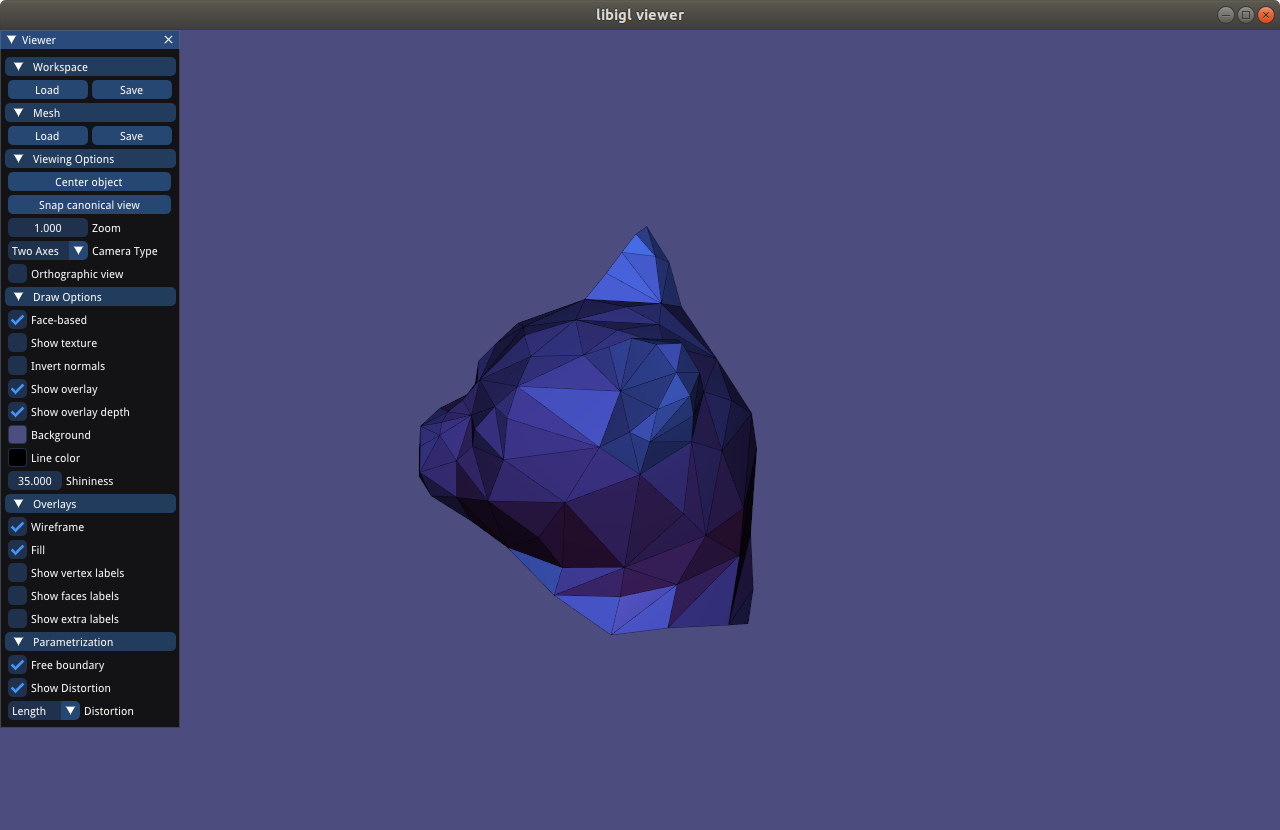 libigl viewer
Viewer
Workspace
Load Save
Mesh
Load Save
Viewing Options
Center object
Snap canonical view
1.000 Zoom
Two Axes Camera Type
Orthographic view
Draw Options
Face-based
Show texture
Invert normals
Show overlay
Show overlay depth
Background
Line color
35.000 Shininess
Overlays
Wireframe
Fill
Show vertex labels
Show faces labels
Show extra labels
Parametrization
Free boundary
Show Distortion
Length Distortion